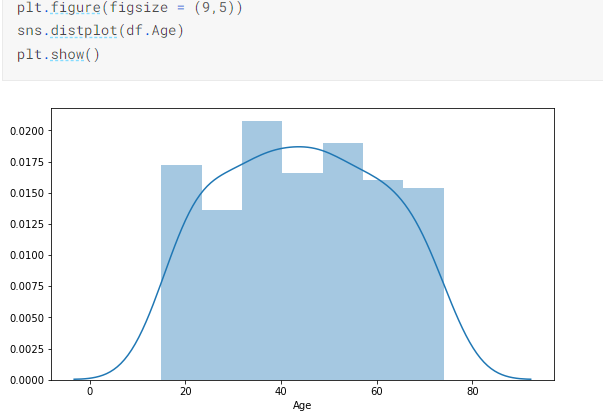 plt.figure(figsize = (9,5))
sns.distplot(df.Age)
plt.show()
0.0200
0.0175
0.0150
0.0125
0.0100
0.0075
0.0050
0.0025
0.0000
0 20 40 60 80
Age